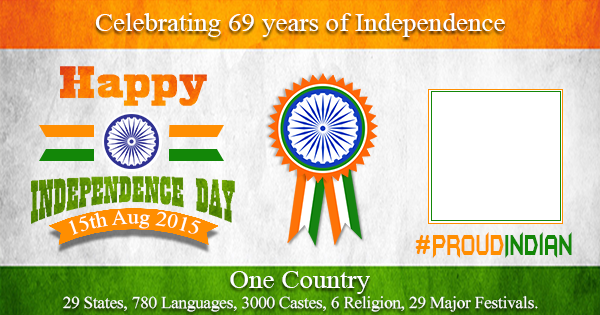 Celebrating 69 years of Independence
Happy
INDEPENDENCE DAY
15th Aug 2015
#PROUDINDIAN
One Country
29 States, 780 Languages, 3000 Castes, 6 Religion, 29 Major Festivals.